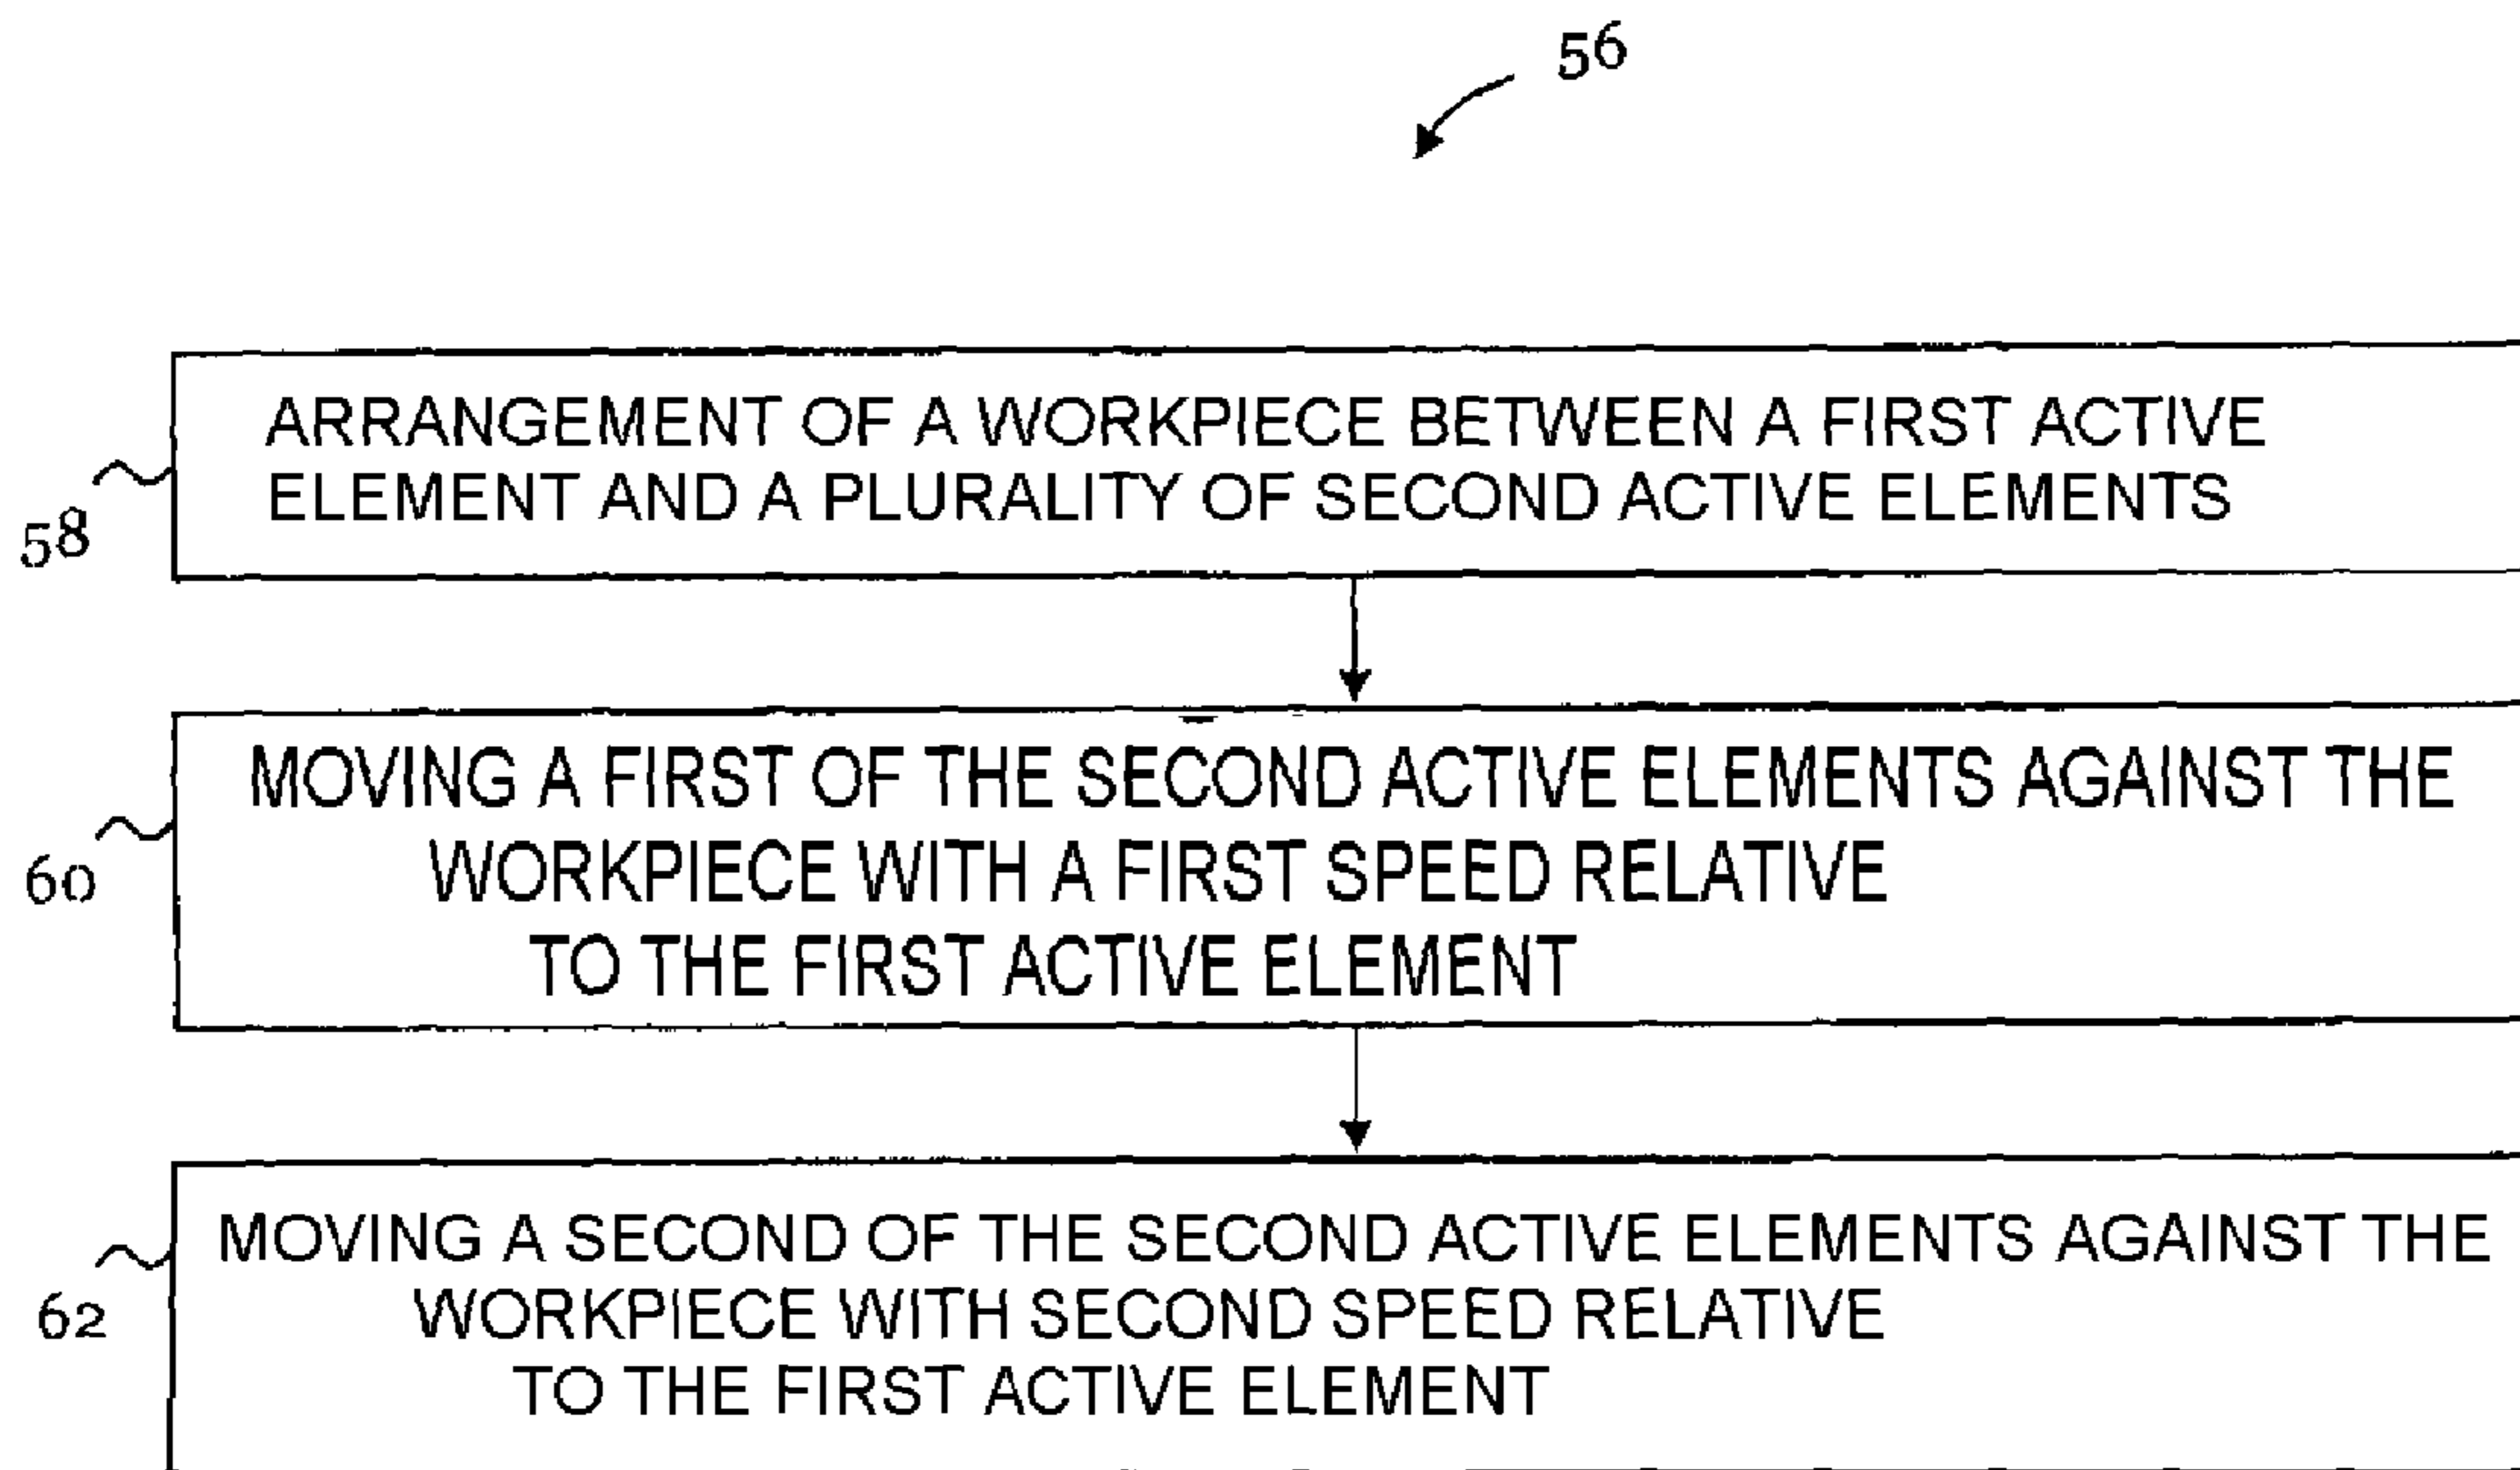 56
ARRANGEMENT OF A WORKPIECE BETWEEN A FIRST ACTIVE
ELEMENT AND A PLURALITY OF SECOND ACTIVE ELEMENTS
58
MOVING A FIRST OF THE SECOND ACTIVE ELEMENTS AGAINST THE
WORKPIECE WITH A FIRST SPEED RELATIVE
TO THE FIRST ACTIVE ELEMENT
60
MOVING A SECOND OF THE SECOND ACTIVE ELEMENTS AGAINST THE
WORKPIECE WITH SECOND SPEED RELATIVE
TO THE FIRST ACTIVE ELEMENT
62